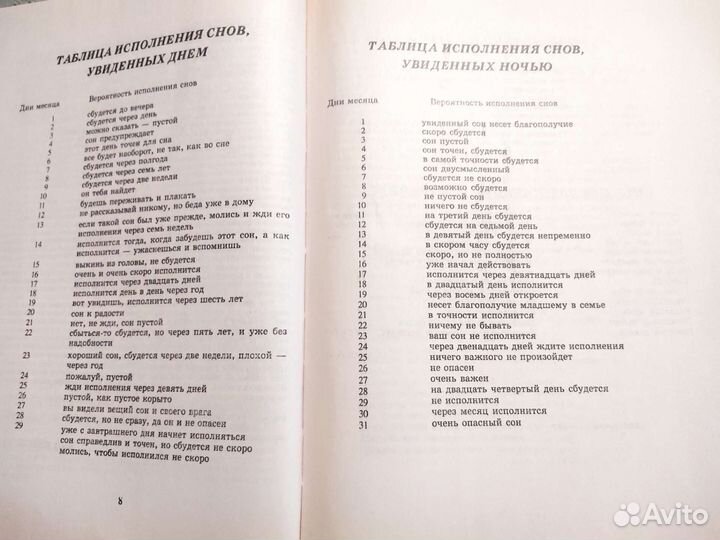 ТАБЛИЦА ИСПОЛНЕНИЯ СНОВ,
УВИДЕННЫХ ДНЕМ
Дни месяца Вероятность исполнения снов
1 сбудется до вечера
2 сбудется через день
3 можно сказать — пустой
4 сон предупреждает
5 этот день точен для сна
6 все будет наоборот, не так, как во сне
7 сбудется через полгода
8 сбудется через семь лет
9 сбудется через две недели
10 он тебя найдет
11 будешь переживать и плакать
12 не рассказывай никому, но беда уже в дому
13 если такой сон был уже прежде, молись и жди его
исполнения через семь недель
14 исполнится тогда, когда забудешь этот сон, а как
исполнится — ужаснешься и вспомнишь
15 выкинь из головы, не сбудется
16 очень и очень скоро исполнится
17 исполнится через двадцать дней
18 исполнится день в день через год
19 вот увидишь, исполнится через шесть лет
20 сон к радости
21 нет, не жди, сон пустой
22 сбыться-то сбудется, но через пять лет, и уже без
надобности
23 хороший сон, сбудется через две недели, плохой —
через год
24 пожалуй, пустой
25 жди исполнения через девять дней
26 пустой, как пустое корыто
27 вы видели вещий сон и своего врага
28 сбудется, но не сразу, да он и не опасен
29 уже с завтрашнего дня начнет исполняться
сон справедлив и точен, но сбудется не скоро
молись, чтобы исполнился не скоро
8
ТАБЛИЦА ИСПОЛНЕНИЯ СНОВ,
УВИДЕННЫХ НОЧЬЮ
Дни месяца Вероятность исполнения снов
1 увиденный сон несет благополучие
2 скоро сбудется
3 сон пустой
4 сон точен, сбудется
5 в самой точности сбудется
6 сон двусмысленный
7 сбудется не скоро
8 возможно сбудется
9 не пустой сон
10 ничего не сбудется
11 на третий день сбудется
12 сбудется на седьмой день
13 в девятый день сбудется непременно
14 в скором часу сбудется
15 скоро, но не полностью
16 уже начал действовать
17 исполнится через девятнадцать дней
18 в двадцатый день исполнится
19 через восемь дней откроется
20 несет благополучие младшему в семье
21 в точности исполнится
22 ничему не бывать
23 ваш сон не исполнится
24 через двенадцать дней ждите исполнения
25 ничего важного не произойдет
26 не опасен
27 очень важен
28 на двадцать четвертый день сбудется
29 не исполнится
30 через месяц исполнится
31 очень опасный сон
Avito